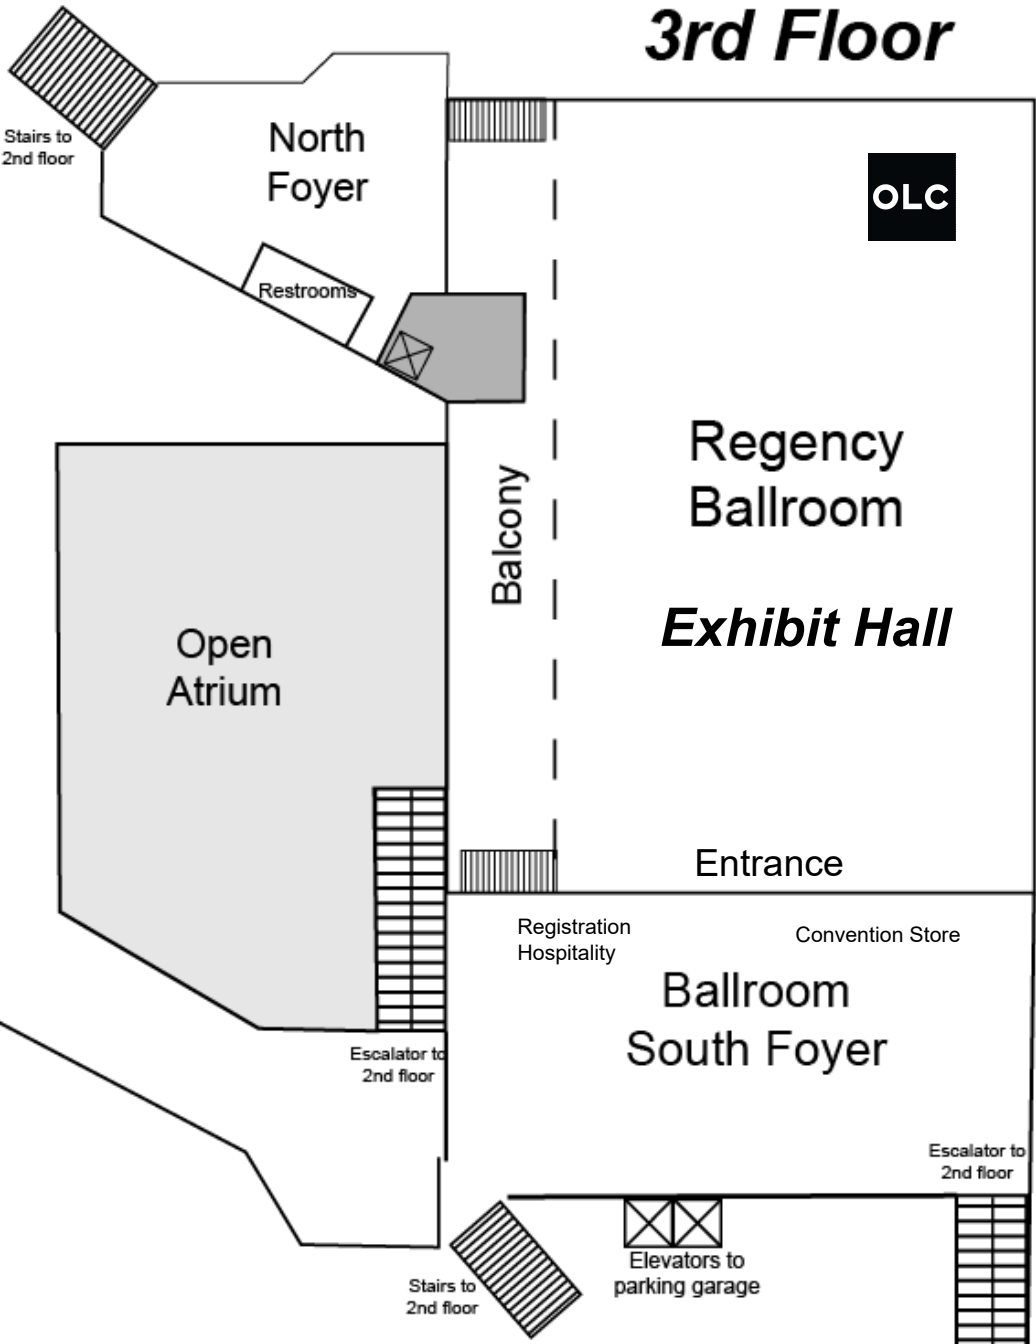 3rd Floor
Stairs to
2nd floor
North
Foyer
OLC
Restrooms
Regency
Ballroom
Balcony
Exhibit Hall
Open
Atrium
Entrance
Registration
Hospitality
Convention Store
Ballroom
South Foyer
Escalator to
2nd floor
Escalator to
2nd floor
Elevators to
parking garage
Stairs to
2nd floor